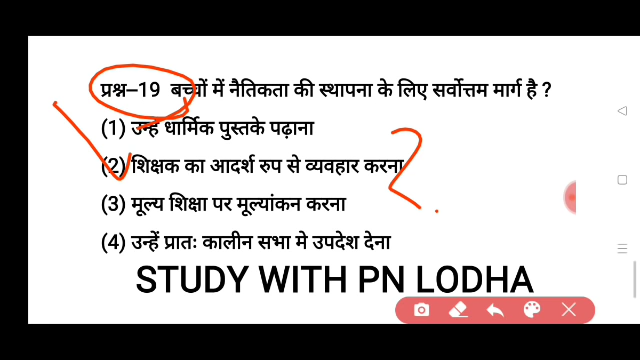 प्रश्न–19 बच्चों में नैतिकता की स्थापना के लिए सर्वोत्तम मार्ग है ?
(1) उन्हें धार्मिक पुस्तके पढ़ाना
(2) शिक्षक का आदर्श रुप से व्यवहार करना
(3) मूल्य शिक्षा पर मूल्यांकन करना
(4) उन्हें प्रातः कालीन सभा मे उपदेश देना
STUDY WITH PN LODHA